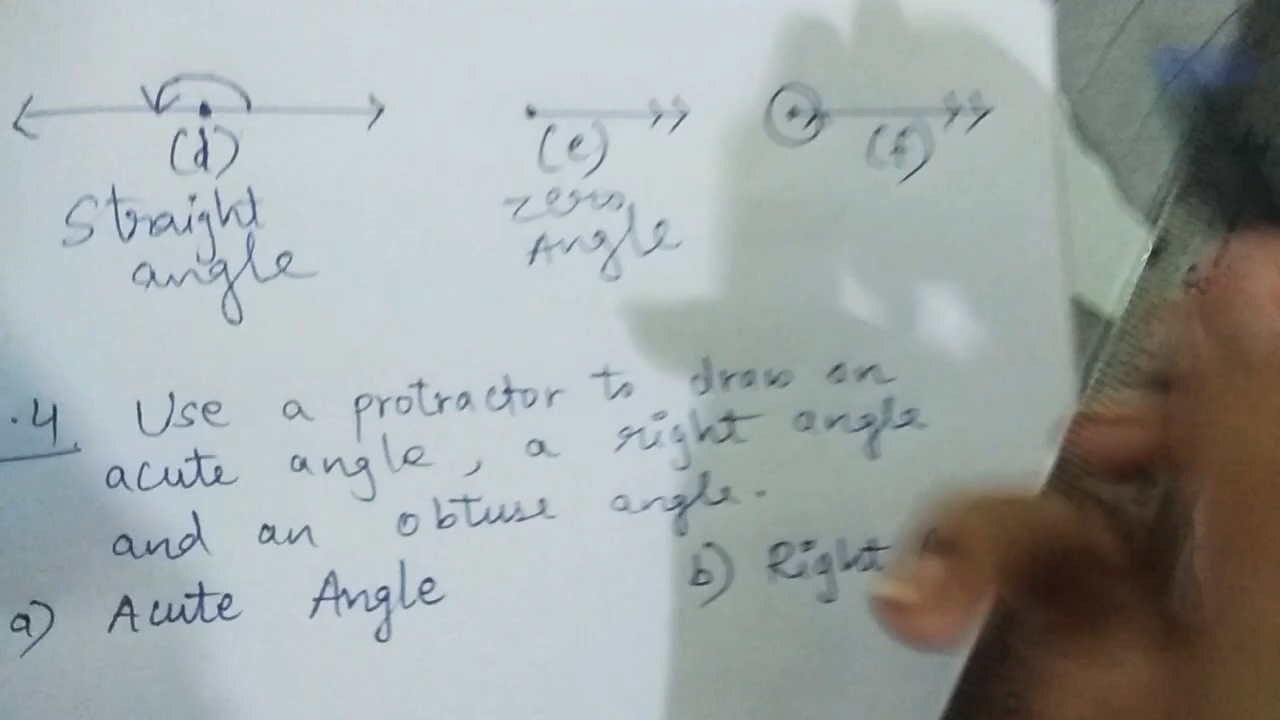 (d)
(e)
(f)
Straight
angle
zero
Angle
.4. Use a protractor to draw an
acute angle, a right angle
and an obtuse angle.
a) Acute Angle
b) Right